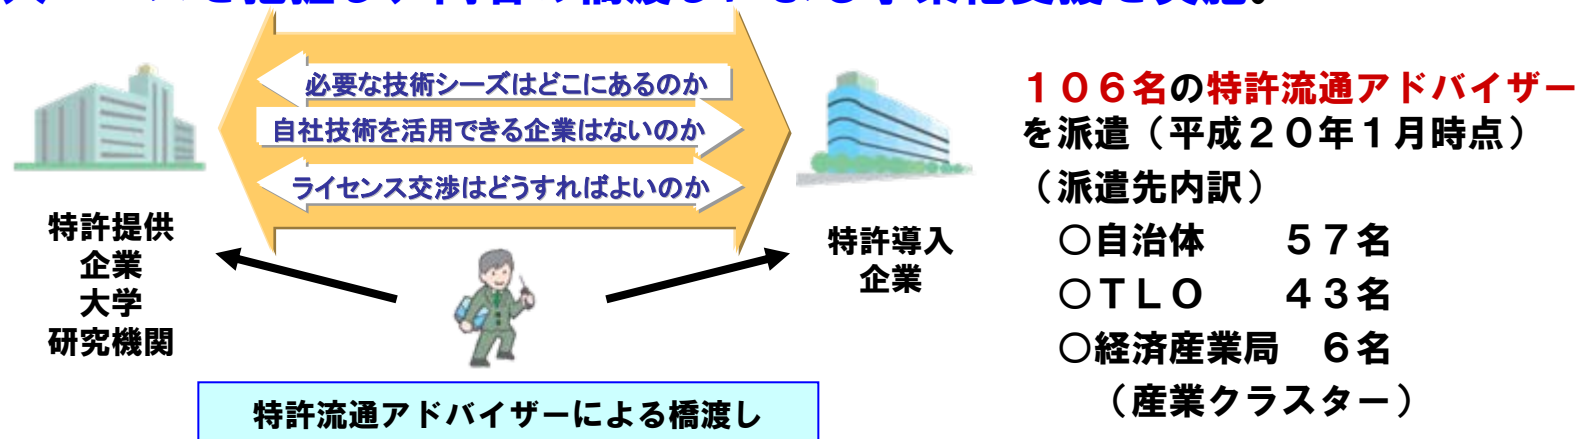 必要な技術シーズはどこにあるのか
自社技術を活用できる企業はないのか
ライセンス交渉はどうすればよいのか
特許提供
企業
大学
研究機関
特許導入
企業
特許流通アドバイザーによる橋渡し
１０６名の特許流通アドバイザー
を派遣（平成２０年１月時点）
（派遣先内訳）
○自治体　　５７名
○ＴＬＯ　　４３名
○経済産業局　６名
（産業クラスター）